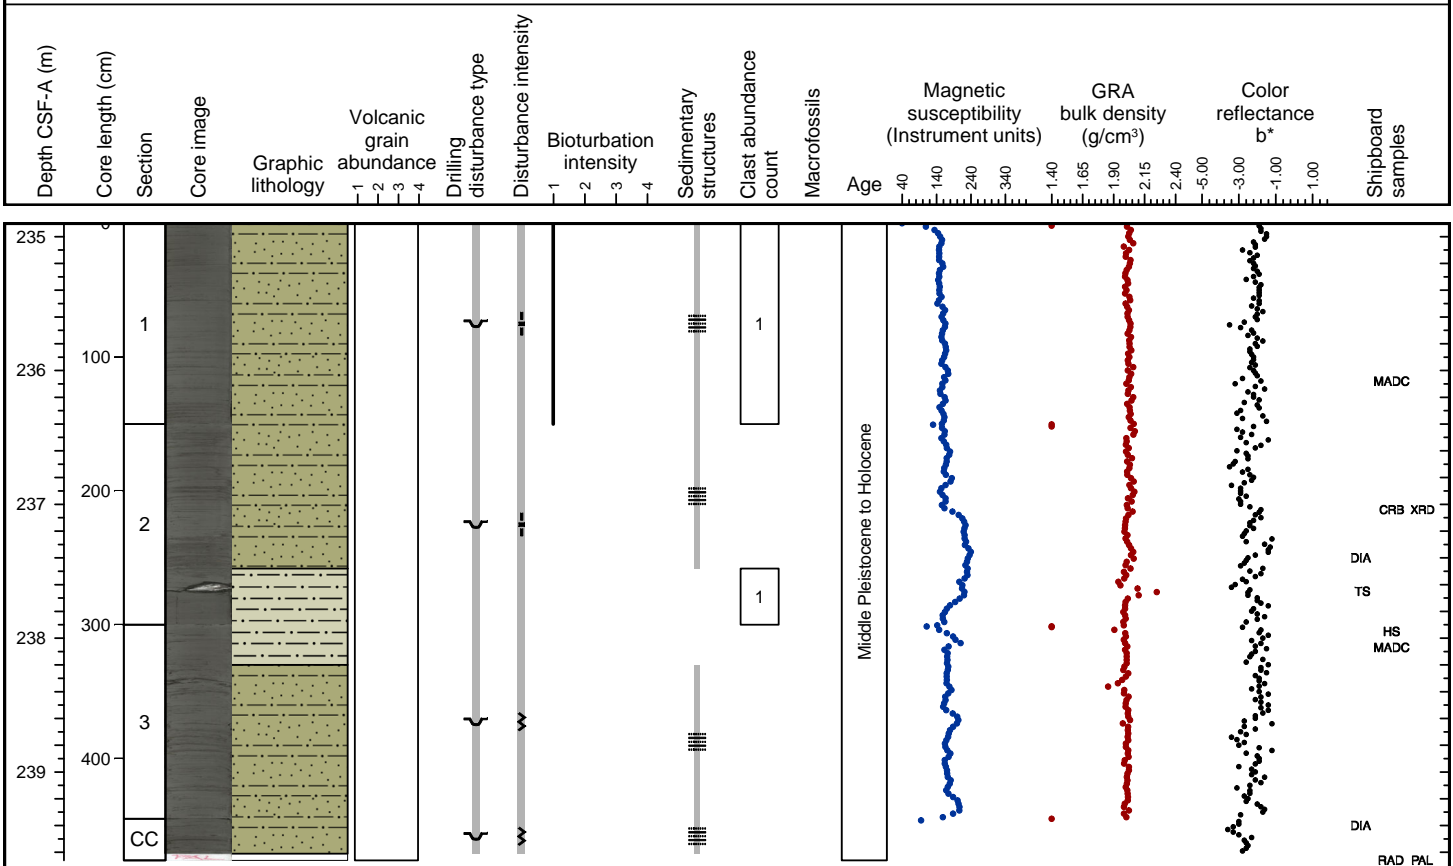 Depth CSF-A (m)
Core length (cm)
Section
Core image
Graphic
lithology
Volcanic
grain
abundance
1 2 3 4
Drilling
disturbance type
Disturbance intensity
Bioturbation
intensity
1 2 3 4
Sedimentary
structures
Clast abundance
count
Macrofossils
Age
Magnetic
susceptibility
(Instrument units)
40 140 240 340
GRA
bulk density
(g/cm³)
1.40 1.65 1.90 2.15 2.40
Color
reflectance
b*
-5.00 -3.00 -1.00 1.00
Shipboard
samples
235
236
237
238
239
0
100
200
300
400
1
2
3
CC
1
1
Middle Pleistocene to Holocene
MADC
CRB XRD
DIA
TS
HS
MADC
DIA
RAD PAL